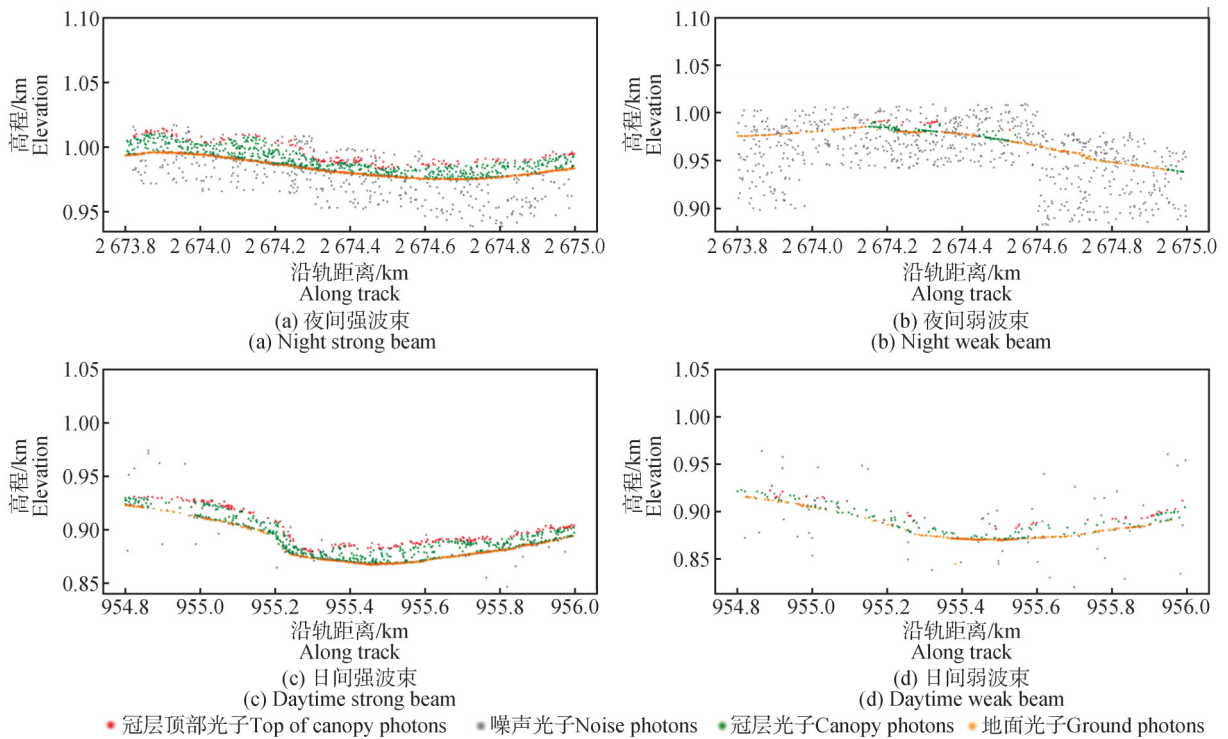 1.10
1.05
1.00
0.95
高程/km
Elevation
2 673.8 2 674.0 2 674.2 2 674.4 2 674.6 2 674.8 2 675.0
沿轨距离/km
Along track
(a) 夜间强波束
(a) Night strong beam
1.10
1.05
1.00
0.95
0.90
高程/km
Elevation
2 673.8 2 674.0 2 674.2 2 674.4 2 674.6 2 674.8 2 675.0
沿轨距离/km
Along track
(b) 夜间弱波束
(b) Night weak beam
1.05
1.00
0.95
0.90
0.85
高程/km
Elevation
954.8 955.0 955.2 955.4 955.6 955.8 956.0
沿轨距离/km
Along track
(c) 日间强波束
(c) Daytime strong beam
1.05
1.00
0.95
0.90
0.85
高程/km
Elevation
954.8 955.0 955.2 955.4 955.6 955.8 956.0
沿轨距离/km
Along track
(d) 日间弱波束
(d) Daytime weak beam
冠层顶部光子Top of canopy photons 噪声光子Noise photons 冠层光子Canopy photons 地面光子Ground photons